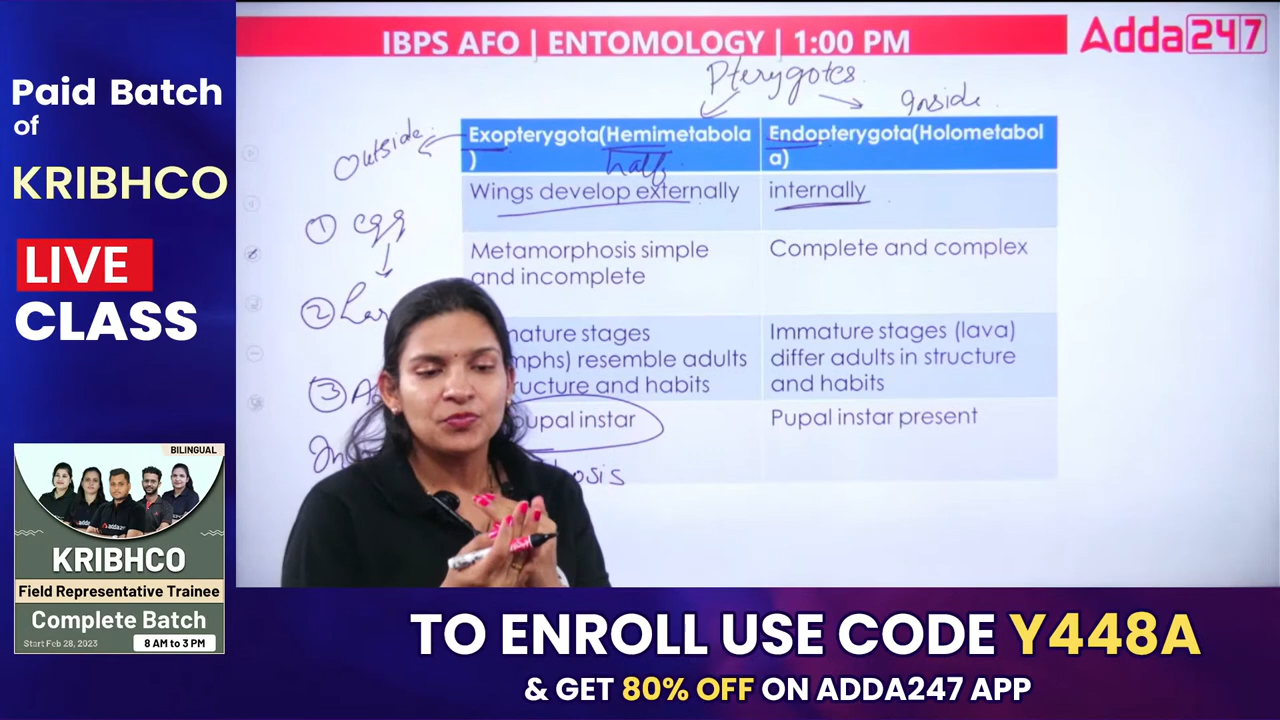 Paid Batch
of
KRIBHCO
LIVE
CLASS
BILINGUAL
KRIBHCO
Field Representative Trainee
Complete Batch
Start Feb 28, 2023
8 AM to 3 PM
IBPS AFO | ENTOMOLOGY | 1:00 PM
Adda247
Pterygotes
Inside
Outside
half
Exopterygota(Hemimetabola
)
Endopterygota(Holometabol
a)
Wings develop externally
internally
① egg
Metamorphosis simple
and incomplete
Complete and complex
②
mature stages
mphs) resemble adults
ructure and habits
Immature stages (lava)
differ adults in structure
and habits
③
pupal instar
Pupal instar present
osis
TO ENROLL USE CODE Y448A
& GET 80% OFF ON ADDA247 APP